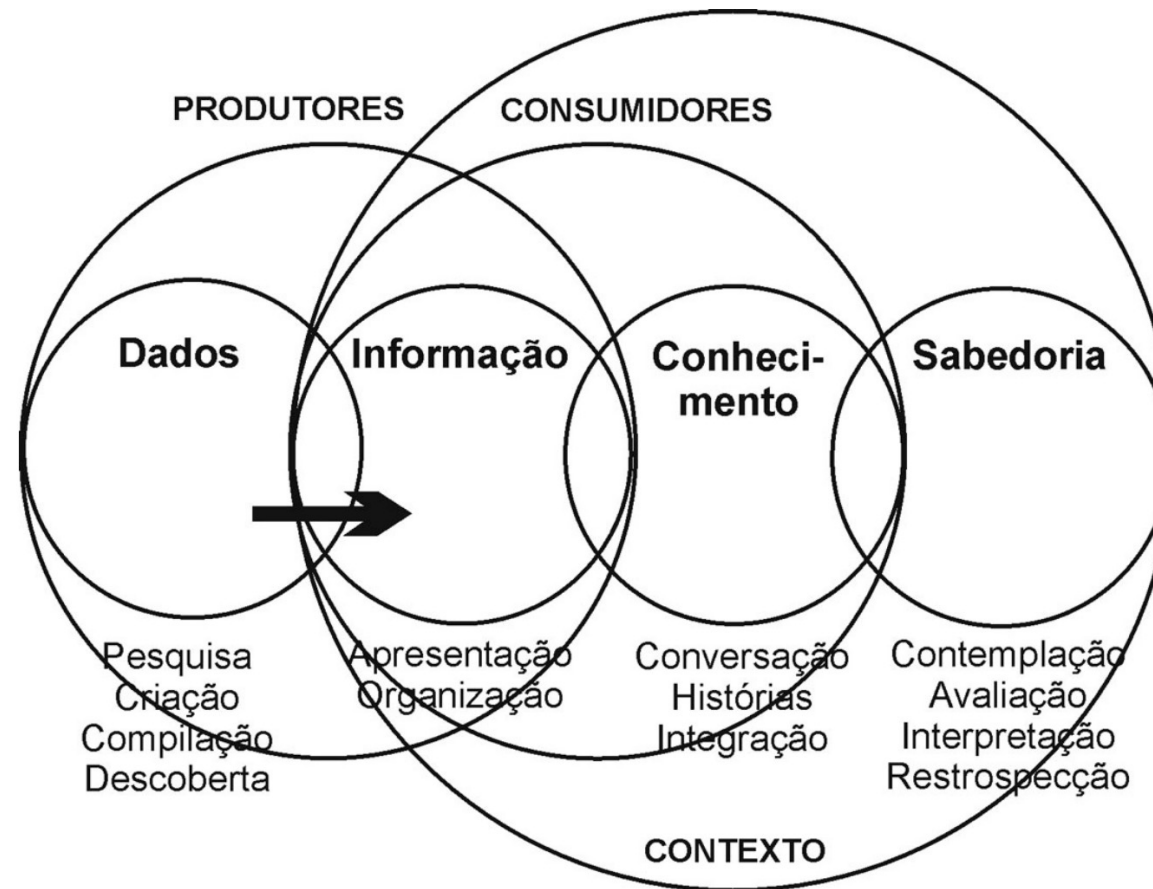 PRODUTORES
CONSUMIDORES
Dados
Informação
Conheci-
mento
Sabedoria
Pesquisa
Criação
Compilação
Descoberta
Apresentação
Organização
Conversação
Histórias
Integração
Contemplação
Avaliação
Interpretação
Restrospecção
CONTEXTO